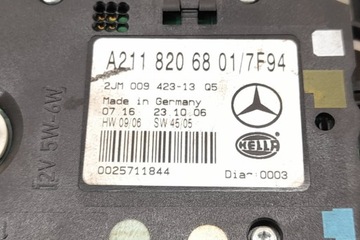 A211 820 68 01/7F94
2JM 009 423-13 Q5
Made in Germany
07.16 23.10.06
HW 09/06 SW 45.05
HELLA
0025711844 Dia: 0003
12V 5W-6W